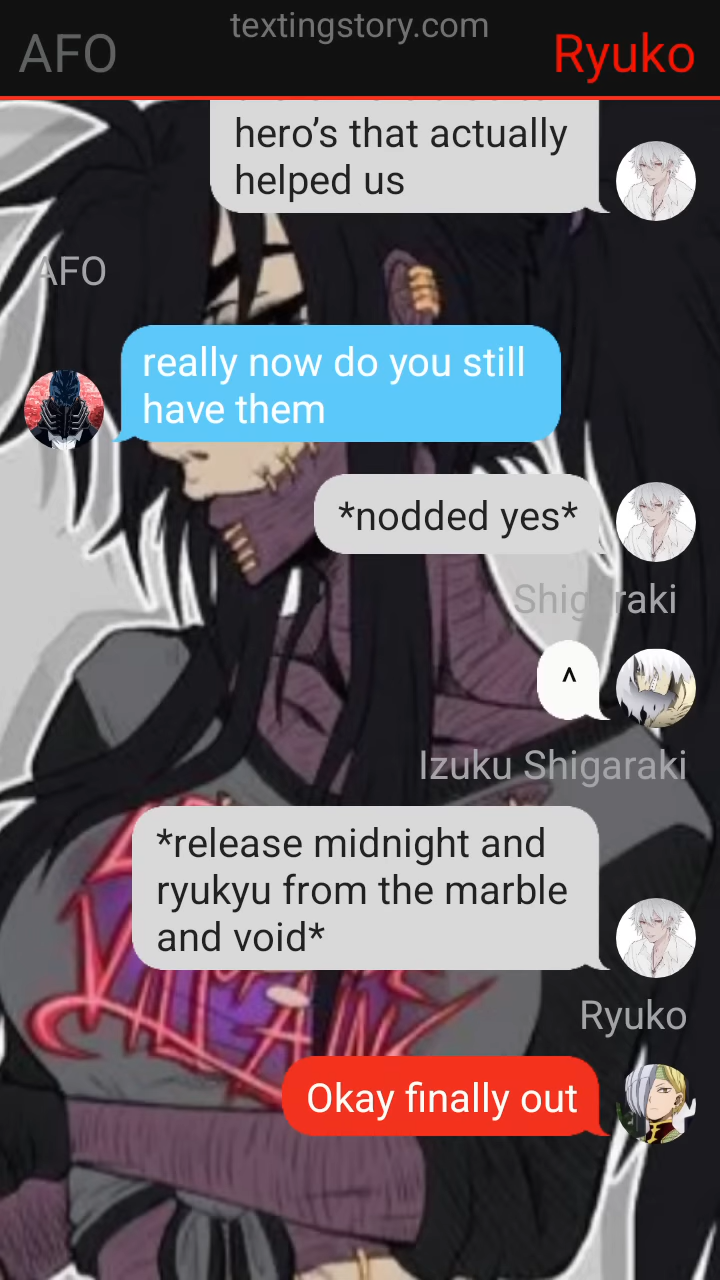 textingstory.com
AFO
Ryuko
hero’s that actually
helped us
AFO
really now do you still
have them
*nodded yes*
Shigaraki
^
Izuku Shigaraki
*release midnight and
ryukyu from the marble
and void*
Ryuko
Okay finally out